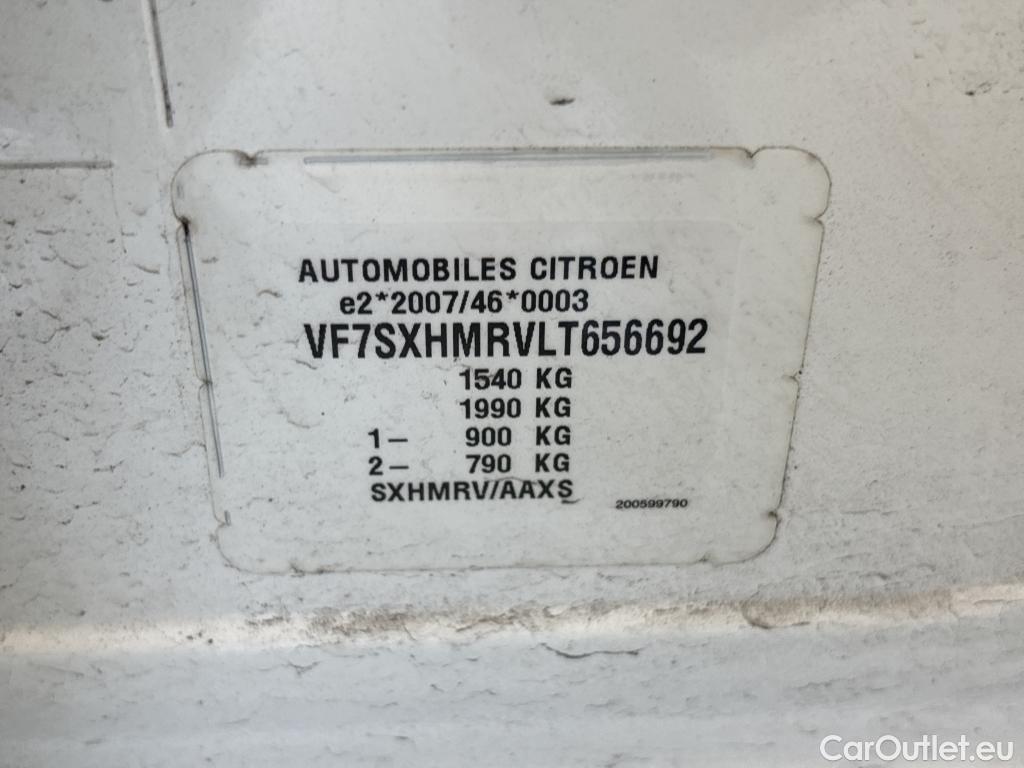 AUTOMOBILES CITROEN
e2*2007/46*0003
VF7SXHMRVLT656692
1540 KG
1990 KG
1– 900 KG
2– 790 KG
SXHMRV/AAXS
200599790
CarOutlet.eu